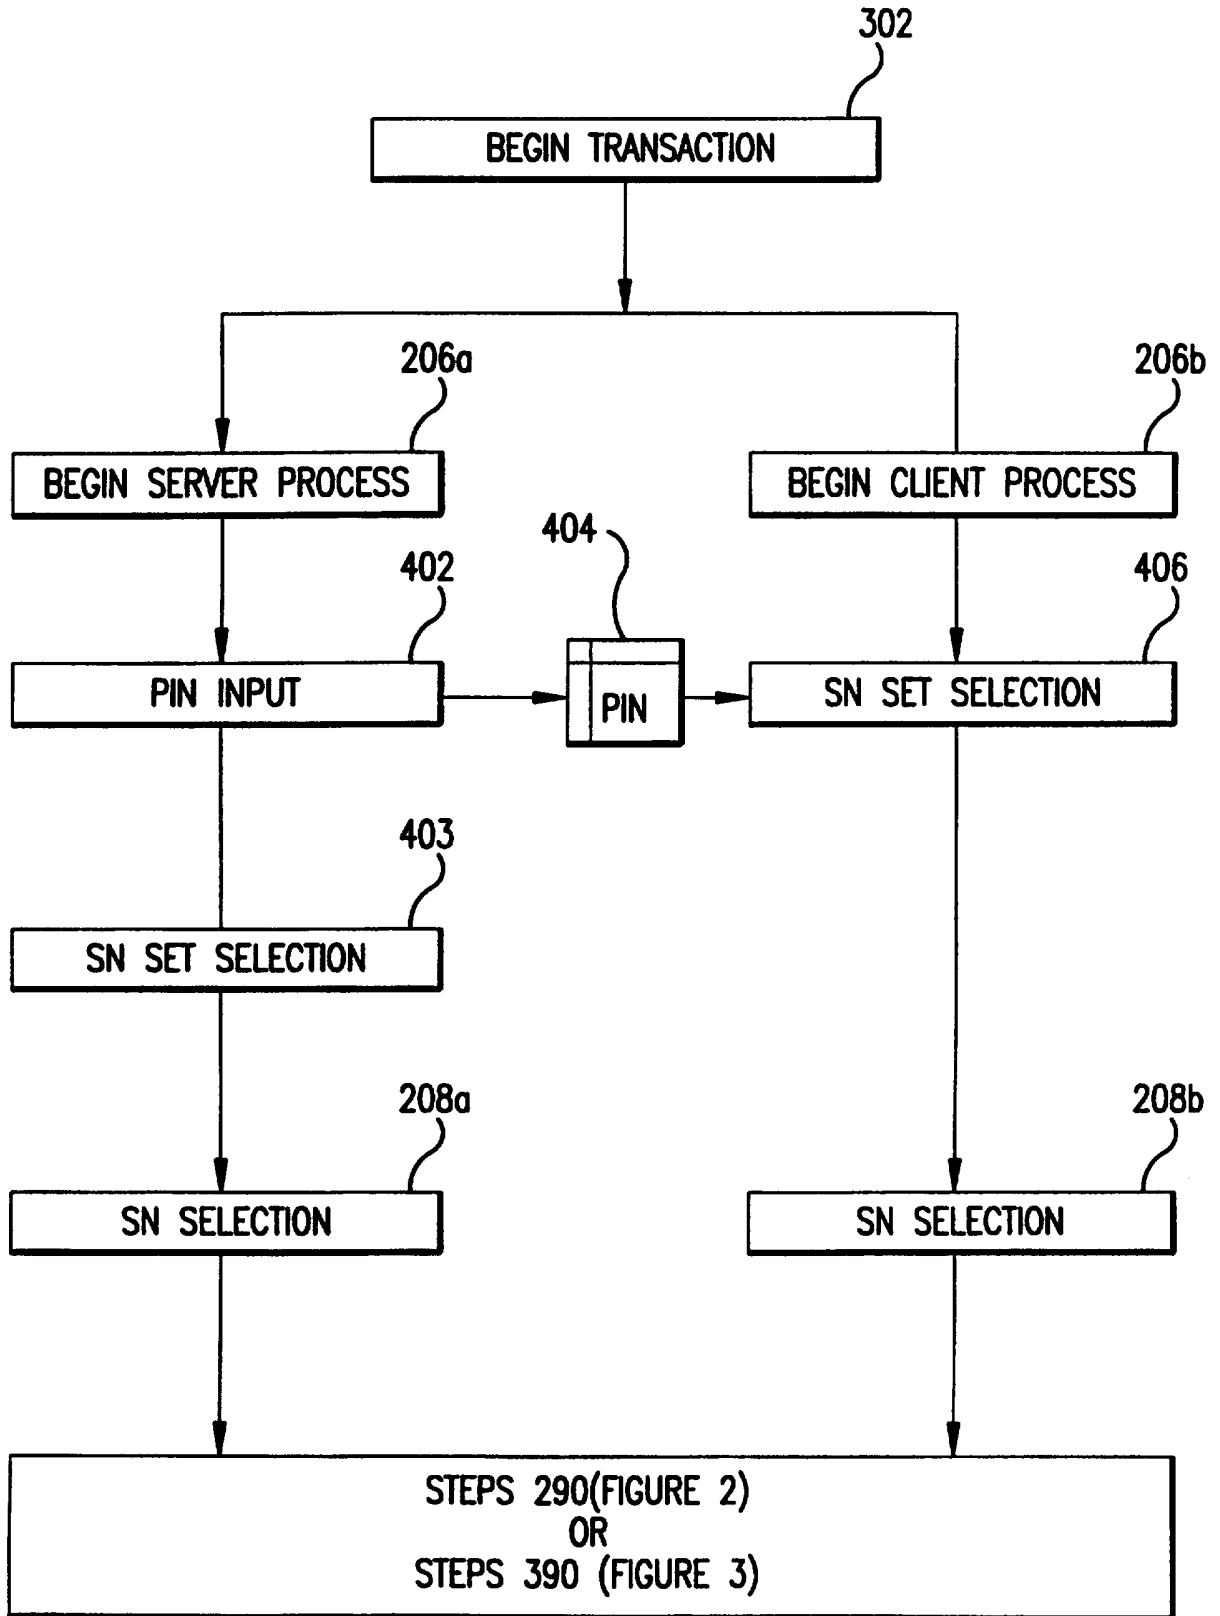 302
BEGIN TRANSACTION
206a
206b
BEGIN SERVER PROCESS
BEGIN CLIENT PROCESS
402
404
406
PIN INPUT
PIN
SN SET SELECTION
403
SN SET SELECTION
208a
208b
SN SELECTION
SN SELECTION
STEPS 290(FIGURE 2)
OR
STEPS 390 (FIGURE 3)